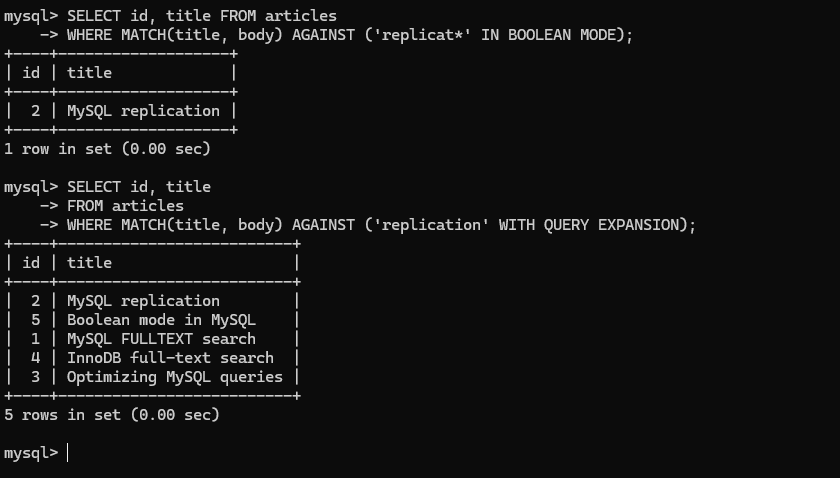 mysql> SELECT id, title FROM articles
    -> WHERE MATCH(title, body) AGAINST ('replicat*' IN BOOLEAN MODE);
+----+-------------------+
| id | title             |
+----+-------------------+
|  2 | MySQL replication |
+----+-------------------+
1 row in set (0.00 sec)

mysql> SELECT id, title
    -> FROM articles
    -> WHERE MATCH(title, body) AGAINST ('replication' WITH QUERY EXPANSION);
+----+--------------------------+
| id | title                    |
+----+--------------------------+
|  2 | MySQL replication        |
|  5 | Boolean mode in MySQL    |
|  1 | MySQL FULLTEXT search    |
|  4 | InnoDB full-text search  |
|  3 | Optimizing MySQL queries |
+----+--------------------------+
5 rows in set (0.00 sec)

mysql>